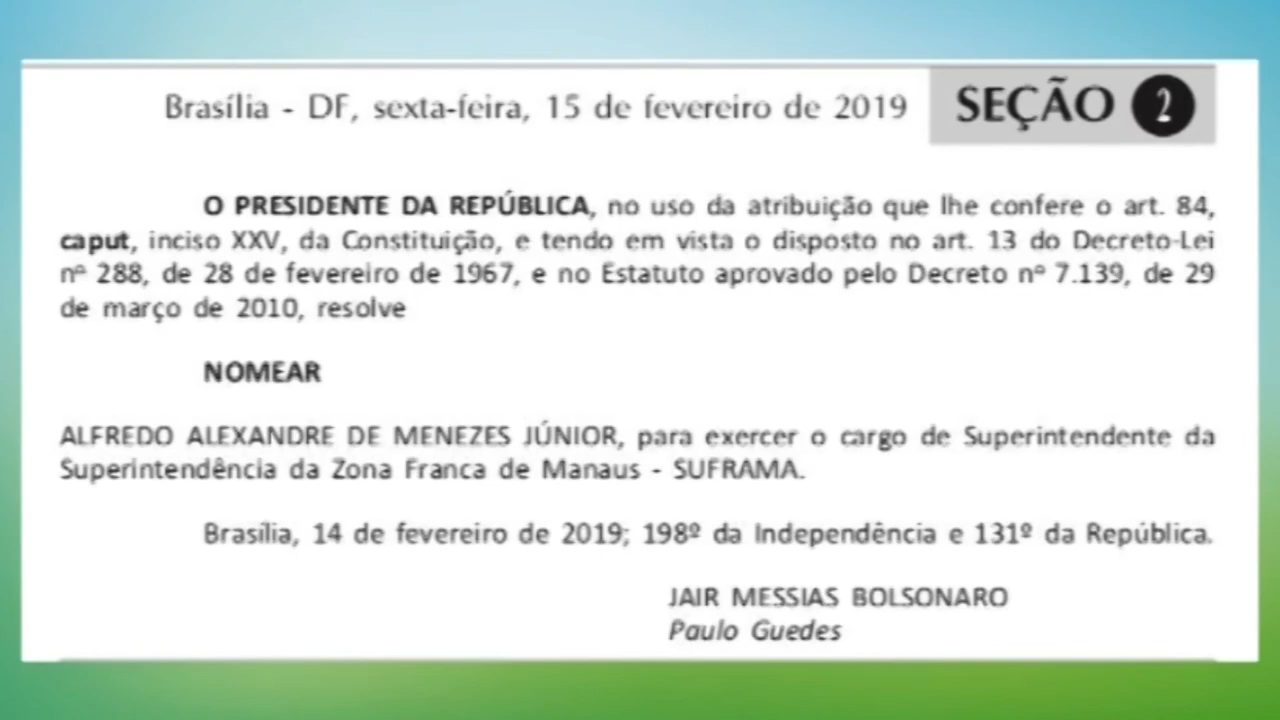 Brasília - DF, sexta-feira, 15 de fevereiro de 2019 SEÇÃO 2
O PRESIDENTE DA REPÚBLICA, no uso da atribuição que lhe confere o art. 84,
caput, inciso XXV, da Constituição, e tendo em vista o disposto no art. 13 do Decreto-Lei
nº 288, de 28 de fevereiro de 1967, e no Estatuto aprovado pelo Decreto nº 7.139, de 29
de março de 2010, resolve
NOMEAR
ALFREDO ALEXANDRE DE MENEZES JÚNIOR, para exercer o cargo de Superintendente da
Superintendência da Zona Franca de Manaus - SUFRAMA.
Brasília, 14 de fevereiro de 2019; 198º da Independência e 131º da República.
JAIR MESSIAS BOLSONARO
Paulo Guedes